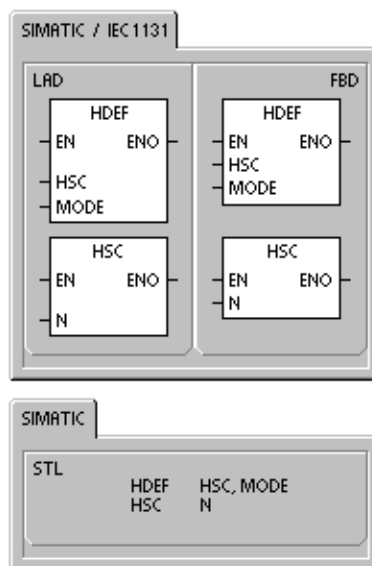 SIMATIC / IEC1131
LAD
HDEF
EN ENO
HSC
MODE
HSC
EN ENO
N
FBD
HDEF
EN ENO
HSC
MODE
HSC
EN ENO
N
SIMATIC
STL
HDEF HSC, MODE
HSC N